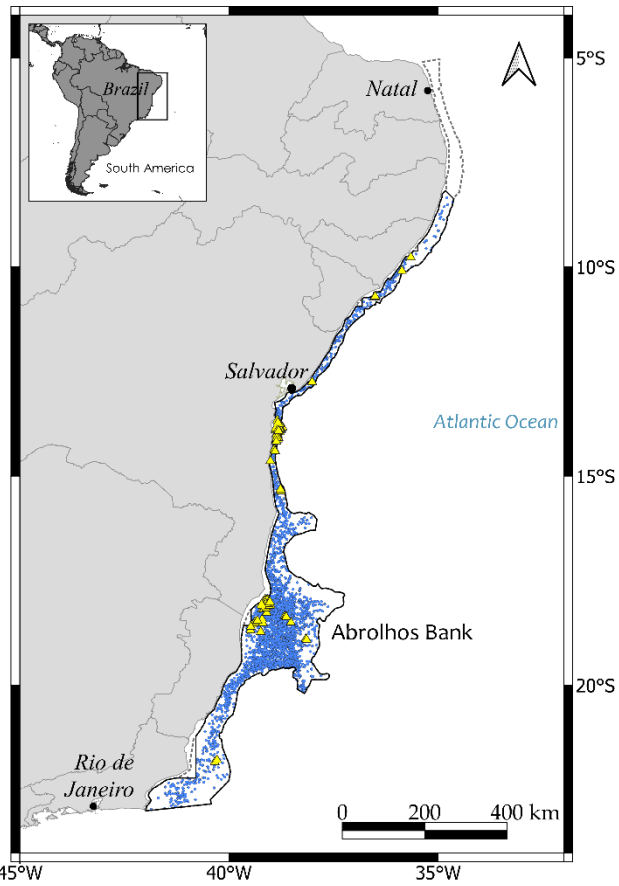 Brazil
South America
Natal
5°S
10°S
Salvador
Atlantic Ocean
15°S
Abrolhos Bank
20°S
Rio de
Janeiro
0 200 400 km
45°W 40°W 35°W